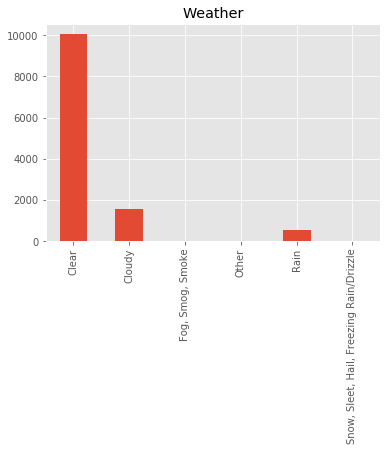 Weather
10000
8000
6000
4000
2000
0
Clear
Cloudy
Fog, Smog, Smoke
Other
Rain
Snow, Sleet, Hail, Freezing Rain/Drizzle